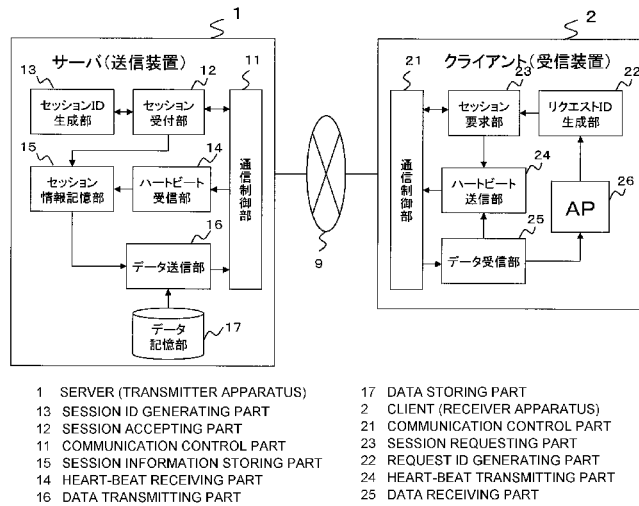 1
2
サーバ(送信装置)
11
13
12
セッションID
生成部
セッション
受付部
15
14
セッション
情報記憶部
ハートビート
受信部
通信制御部
16
データ送信部
データ
記憶部
17
9
クライアント(受信装置)
21
23
22
セッション
要求部
リクエストID
生成部
通信制御部
24
ハートビート
送信部
26
AP
25
データ受信部
1 SERVER (TRANSMITTER APPARATUS)
13 SESSION ID GENERATING PART
12 SESSION ACCEPTING PART
11 COMMUNICATION CONTROL PART
15 SESSION INFORMATION STORING PART
14 HEART-BEAT RECEIVING PART
16 DATA TRANSMITTING PART
17 DATA STORING PART
2 CLIENT (RECEIVER APPARATUS)
21 COMMUNICATION CONTROL PART
23 SESSION REQUESTING PART
22 REQUEST ID GENERATING PART
24 HEART-BEAT TRANSMITTING PART
25 DATA RECEIVING PART